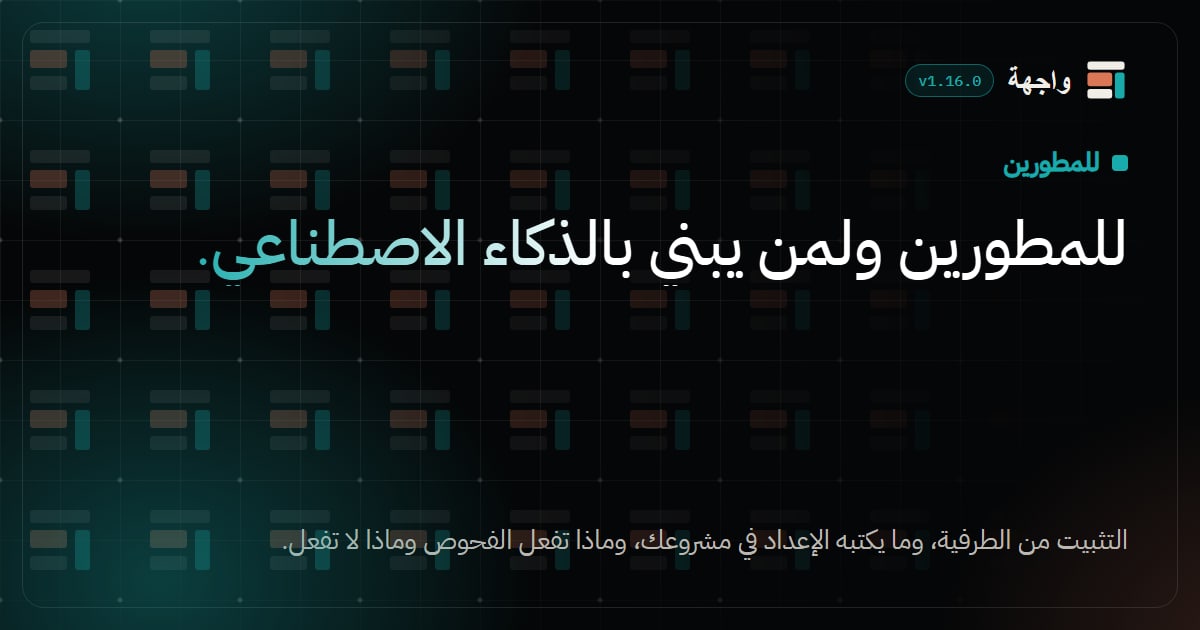 واجهة v1.16.0
للمطورين
للمطورين ولمن يبني بالذكاء الاصطناعي.
التثبيت من الطرفية، وما يكتبه الإعداد في مشروعك، وماذا تفعل الفحوص وماذا لا تفعل.